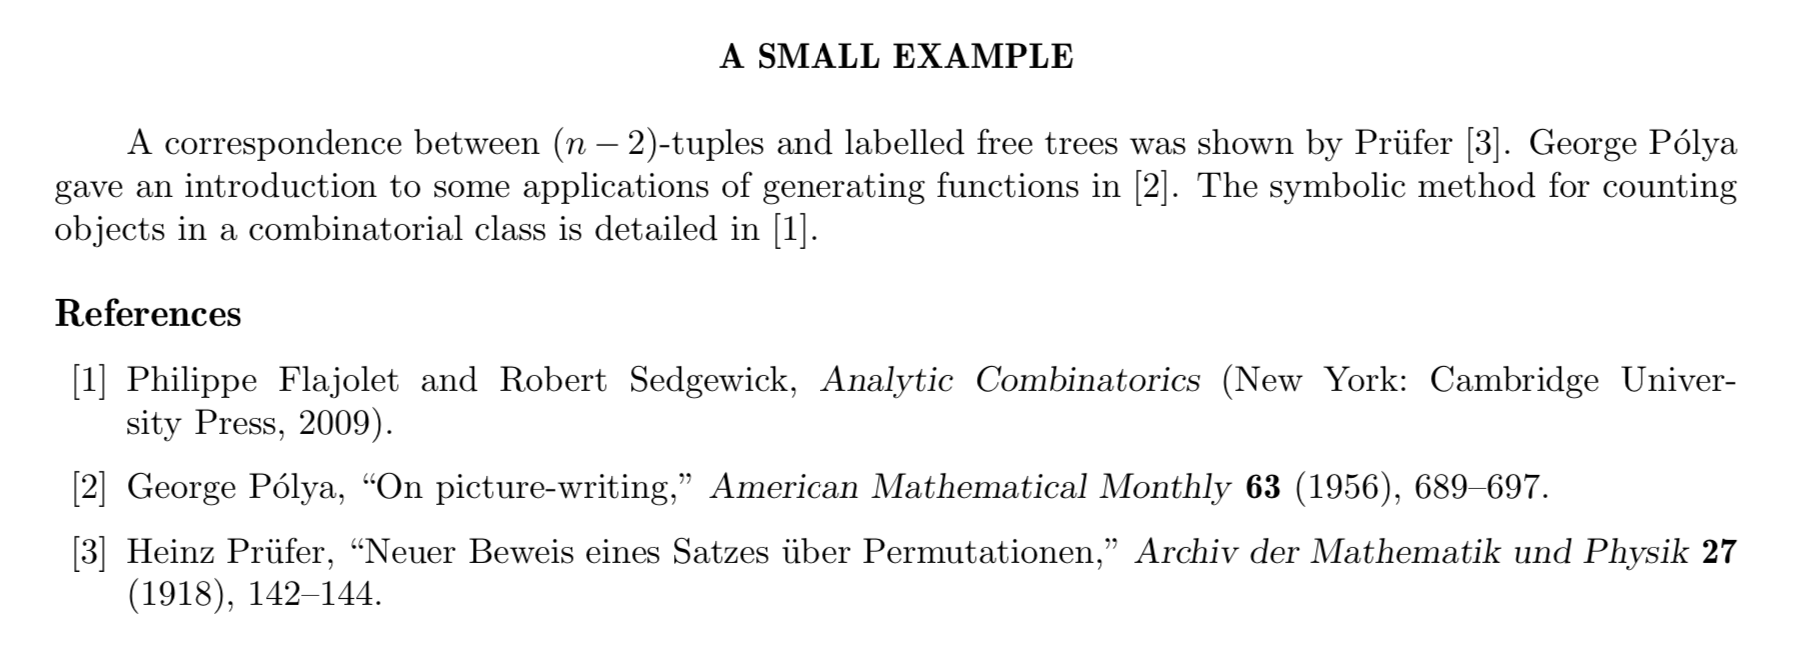 A SMALL EXAMPLE
A correspondence between (n − 2)-tuples and labelled free trees was shown by Prüfer [3]. George Pólya
gave an introduction to some applications of generating functions in [2]. The symbolic method for counting
objects in a combinatorial class is detailed in [1].
References
[1] Philippe Flajolet and Robert Sedgewick, Analytic Combinatorics (New York: Cambridge Univer-
sity Press, 2009).
[2] George Pólya, “On picture-writing,” American Mathematical Monthly 63 (1956), 689–697.
[3] Heinz Prüfer, “Neuer Beweis eines Satzes über Permutationen,” Archiv der Mathematik und Physik 27
(1918), 142–144.